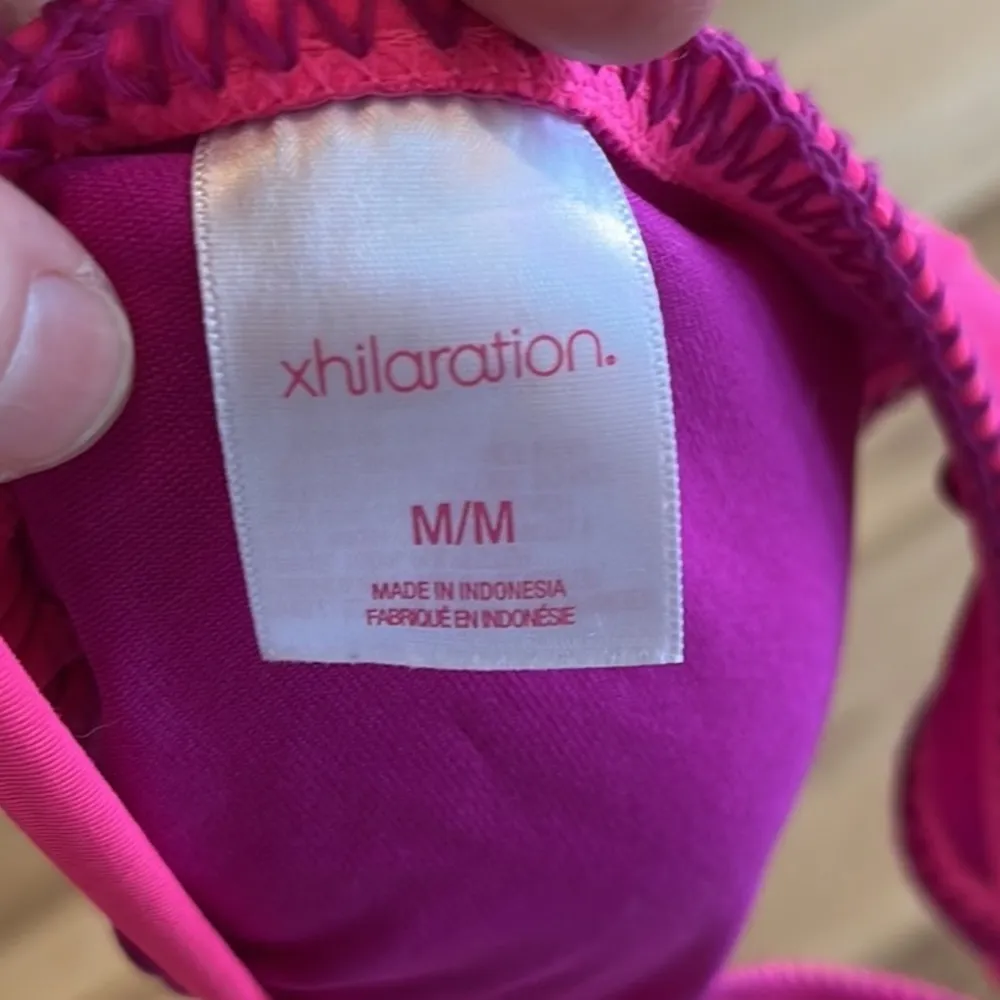 xhilaration.
M/M
MADE IN INDONESIA
FABRIQUÉ EN INDONÉSIE